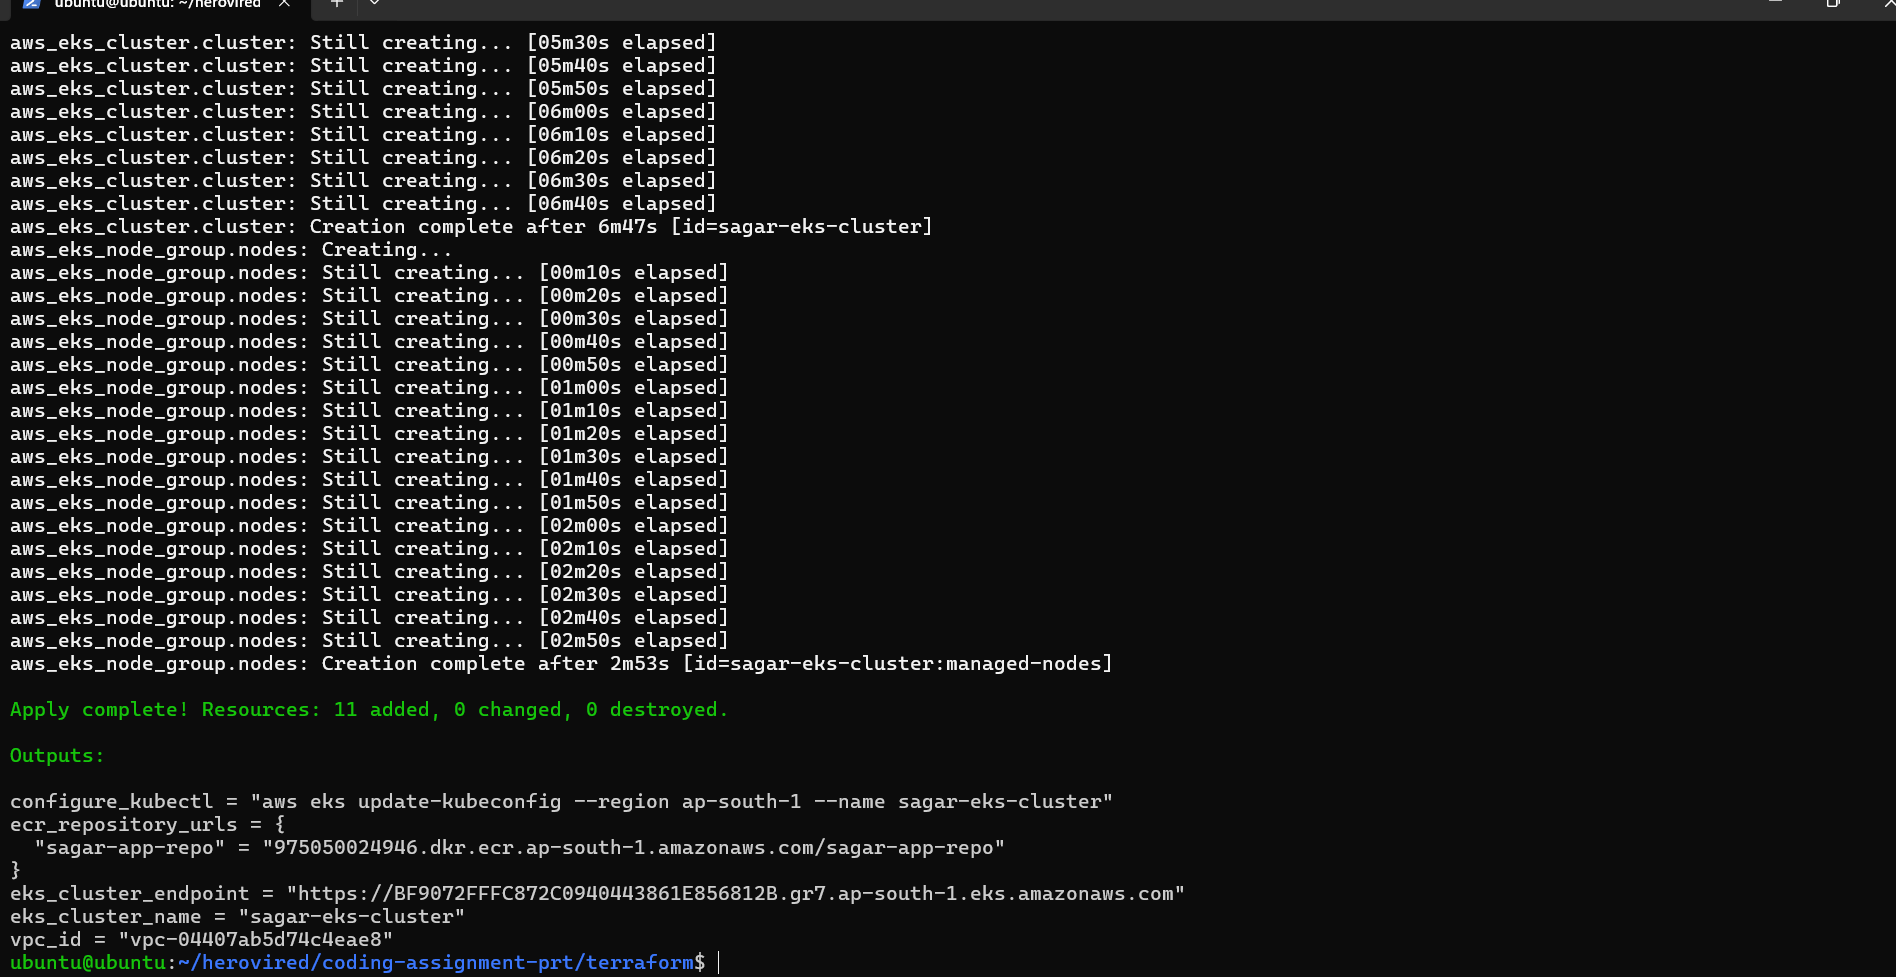 ubuntu@ubuntu: ~/herovired
aws_eks_cluster.cluster: Still creating... [05m30s elapsed]
aws_eks_cluster.cluster: Still creating... [05m40s elapsed]
aws_eks_cluster.cluster: Still creating... [05m50s elapsed]
aws_eks_cluster.cluster: Still creating... [06m00s elapsed]
aws_eks_cluster.cluster: Still creating... [06m10s elapsed]
aws_eks_cluster.cluster: Still creating... [06m20s elapsed]
aws_eks_cluster.cluster: Still creating... [06m30s elapsed]
aws_eks_cluster.cluster: Still creating... [06m40s elapsed]
aws_eks_cluster.cluster: Creation complete after 6m47s [id=sagar-eks-cluster]
aws_eks_node_group.nodes: Creating...
aws_eks_node_group.nodes: Still creating... [00m10s elapsed]
aws_eks_node_group.nodes: Still creating... [00m20s elapsed]
aws_eks_node_group.nodes: Still creating... [00m30s elapsed]
aws_eks_node_group.nodes: Still creating... [00m40s elapsed]
aws_eks_node_group.nodes: Still creating... [00m50s elapsed]
aws_eks_node_group.nodes: Still creating... [01m00s elapsed]
aws_eks_node_group.nodes: Still creating... [01m10s elapsed]
aws_eks_node_group.nodes: Still creating... [01m20s elapsed]
aws_eks_node_group.nodes: Still creating... [01m30s elapsed]
aws_eks_node_group.nodes: Still creating... [01m40s elapsed]
aws_eks_node_group.nodes: Still creating... [01m50s elapsed]
aws_eks_node_group.nodes: Still creating... [02m00s elapsed]
aws_eks_node_group.nodes: Still creating... [02m10s elapsed]
aws_eks_node_group.nodes: Still creating... [02m20s elapsed]
aws_eks_node_group.nodes: Still creating... [02m30s elapsed]
aws_eks_node_group.nodes: Still creating... [02m40s elapsed]
aws_eks_node_group.nodes: Still creating... [02m50s elapsed]
aws_eks_node_group.nodes: Creation complete after 2m53s [id=sagar-eks-cluster:managed-nodes]
Apply complete! Resources: 11 added, 0 changed, 0 destroyed.
Outputs:
configure_kubectl = "aws eks update-kubeconfig --region ap-south-1 --name sagar-eks-cluster"
ecr_repository_urls = {
  "sagar-app-repo" = "975050024946.dkr.ecr.ap-south-1.amazonaws.com/sagar-app-repo"
}
eks_cluster_endpoint = "https://BF9072FFFC872C0940443861E856812B.gr7.ap-south-1.eks.amazonaws.com"
eks_cluster_name = "sagar-eks-cluster"
vpc_id = "vpc-04407ab5d74c4eae8"
ubuntu@ubuntu:~/herovired/coding-assignment-prt/terraform$